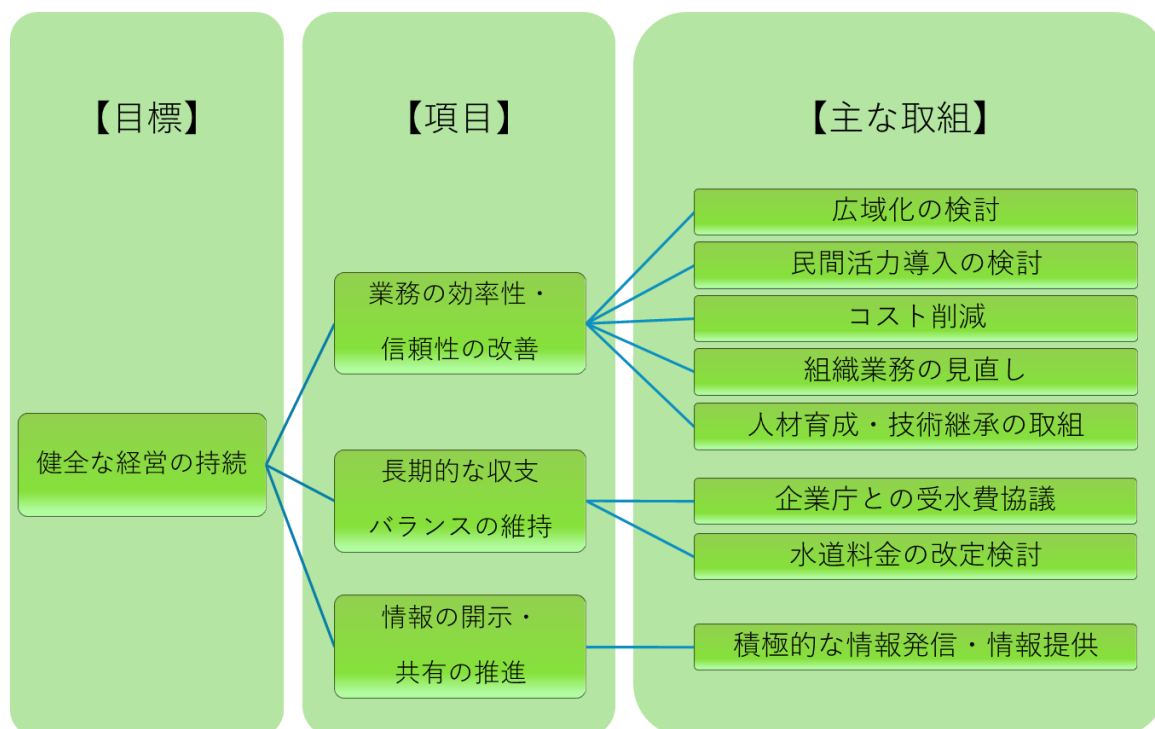 【目標】
【項目】
【主な取組】
健全な経営の持続
業務の効率性・
信頼性の改善
広域化の検討
民間活力導入の検討
コスト削減
組織業務の見直し
人材育成・技術継承の取組
長期的な収支
バランスの維持
企業庁との受水費協議
水道料金の改定検討
情報の開示・
共有の推進
積極的な情報発信・情報提供